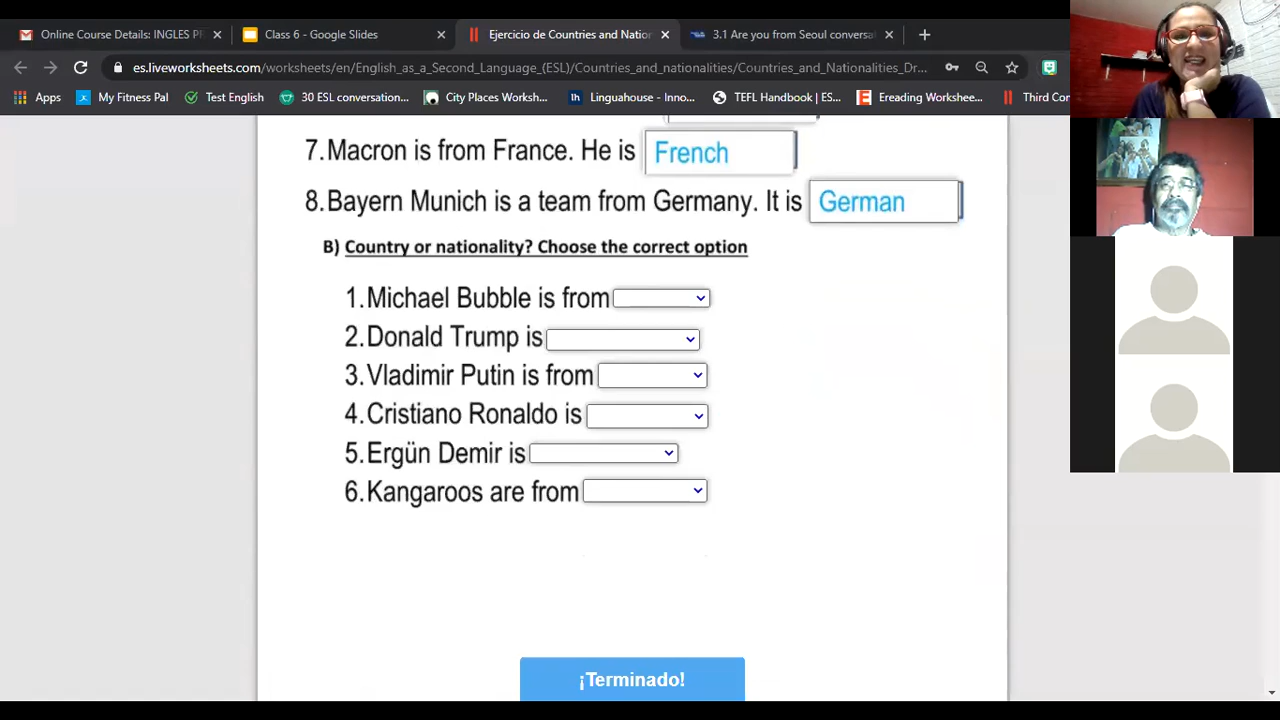 Online Course Details: INGLES PR
Class 6 - Google Slides
Ejercicio de Countries and Nation
3.1 Are you from Seoul conversa
es.liveworksheets.com/worksheets/en/English_as_a_Second_Language_(ESL)/Countries_and_nationalities/Countries_and_Nationalities_Dr...
Apps
My Fitness Pal
Test English
30 ESL conversation...
City Places Worksh...
Linguahouse - Inno...
TEFL Handbook | ES...
Ereading Workshee...
Third Con
7. Macron is from France. He is French
8. Bayern Munich is a team from Germany. It is German
B) Country or nationality? Choose the correct option
1. Michael Bubble is from
2. Donald Trump is
3. Vladimir Putin is from
4. Cristiano Ronaldo is
5. Ergün Demir is
6. Kangaroos are from
¡Terminado!